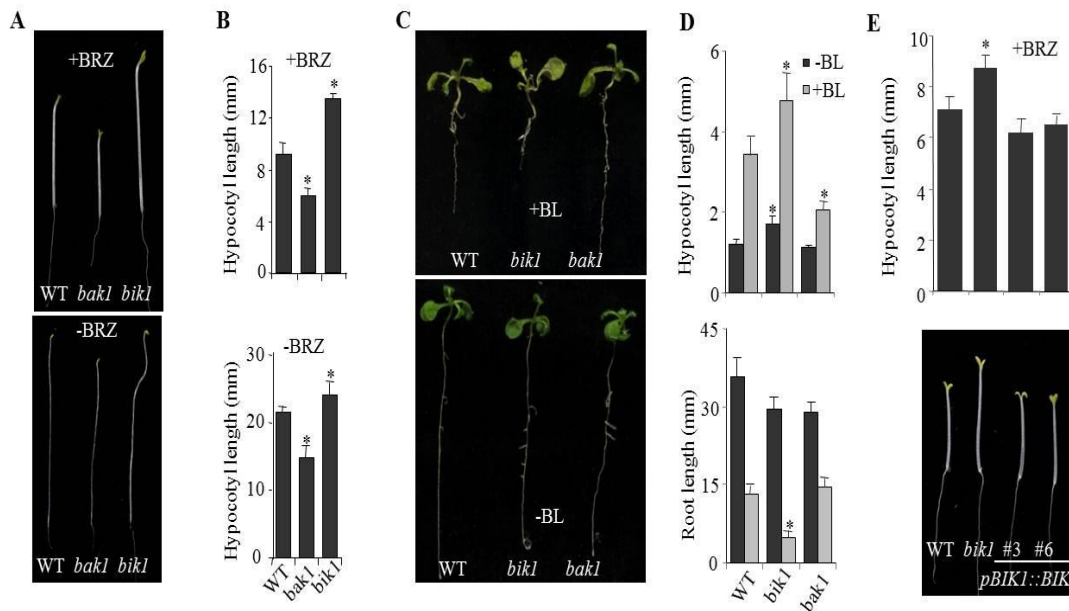 A
+BRZ
WT bak1 bik1
-BRZ
WT bak1 bik1
B
+BRZ
Hypocotyl length (mm)
16
12
8
4
0
*
*
-BRZ
Hypocotyl length (mm)
30
20
10
0
*
*
WT bak1 bik1
C
+BL
WT bik1 bak1
-BL
WT bik1 bak1
D
-BL
+BL
Hypocotyl length (mm)
6
4
2
0
*
*
*
Root length (mm)
45
30
15
0
*
WT bik1 bak1
E
+BRZ
Hypocotyl length (mm)
10
8
6
4
2
0
*
WT bik1 #3 #6
pBIK1::BIK